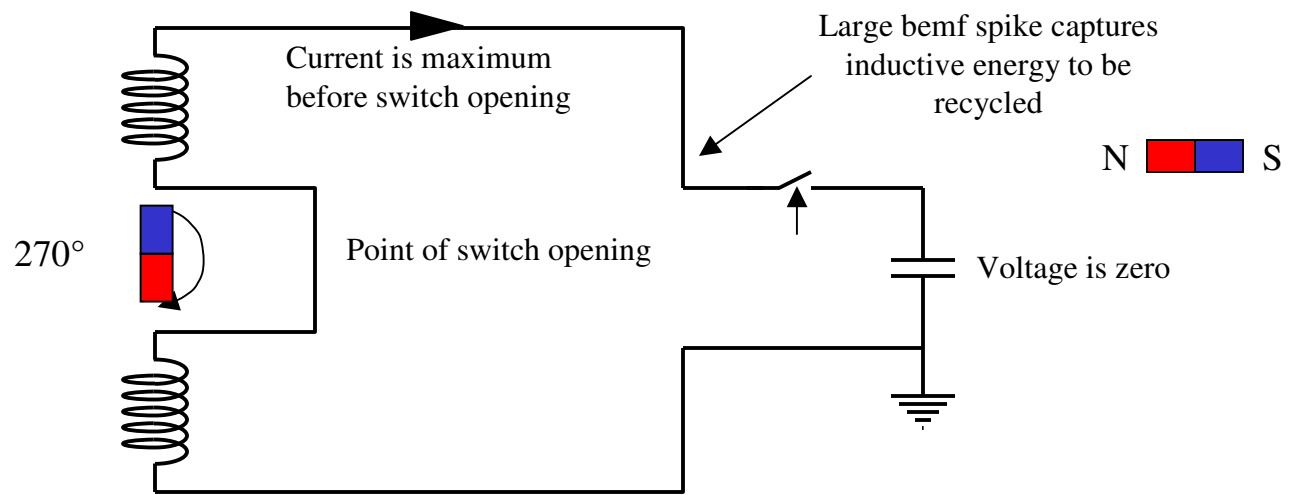 Large bemf spike captures
inductive energy to be
recycled
Current is maximum
before switch opening
N S
270°
Point of switch opening
Voltage is zero